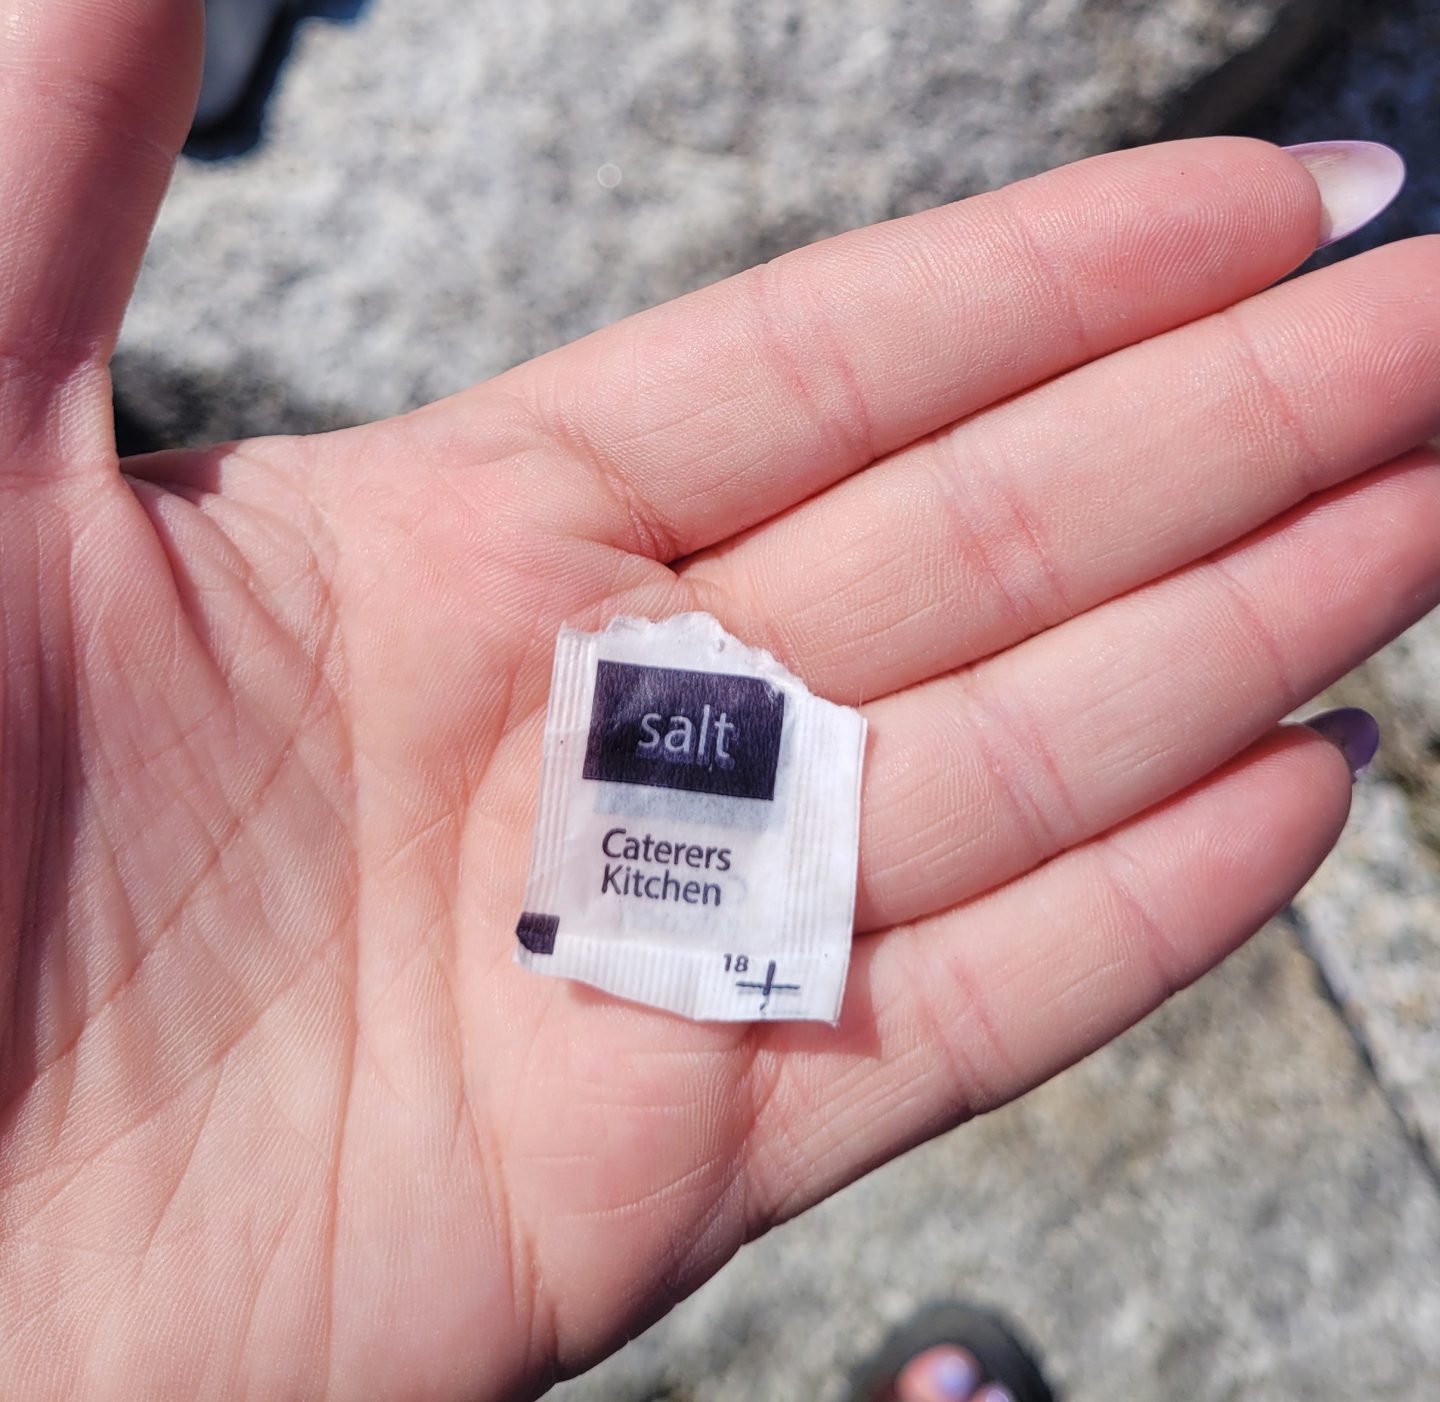 salt
Caterers
Kitchen
18